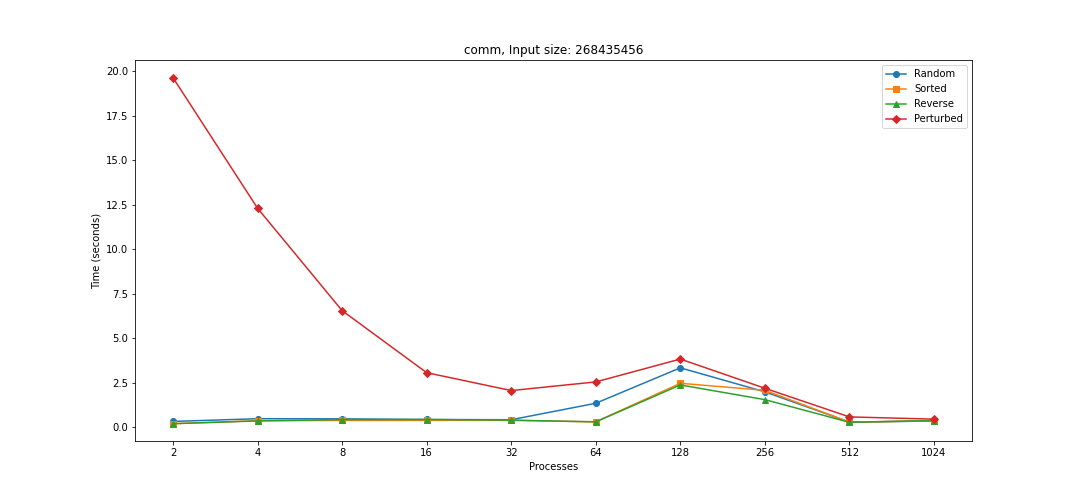 comm, Input size: 268435456
Random
Sorted
Reverse
Perturbed
Time (seconds)
20.0
17.5
15.0
12.5
10.0
7.5
5.0
2.5
0.0
2 4 8 16 32 64 128 256 512 1024
Processes